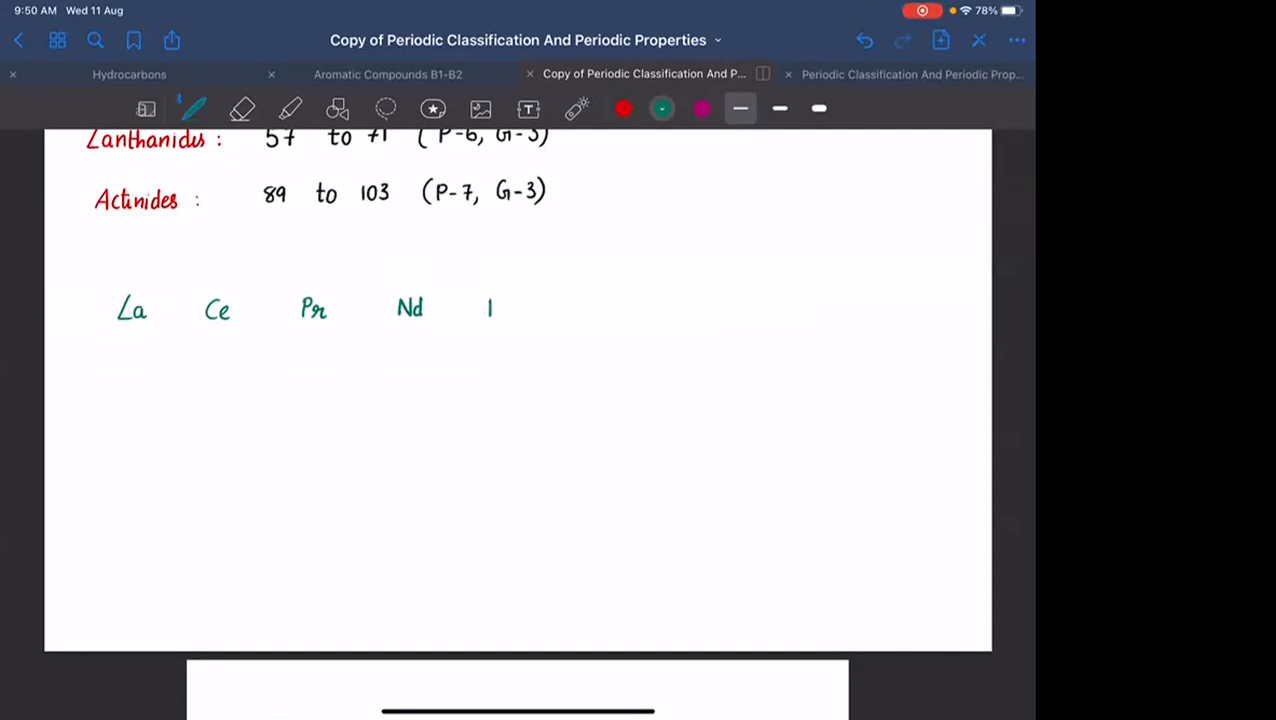 9:50 AM Wed 11 Aug 78%
Copy of Periodic Classification And Periodic Properties
Hydrocarbons Aromatic Compounds B1-B2 Copy of Periodic Classification And P... Periodic Classification And Periodic Prop...
Lanthanides : 57 to 71 (P-6, G-3)
Actinides : 89 to 103 (P-7, G-3)
La Ce Pr Nd